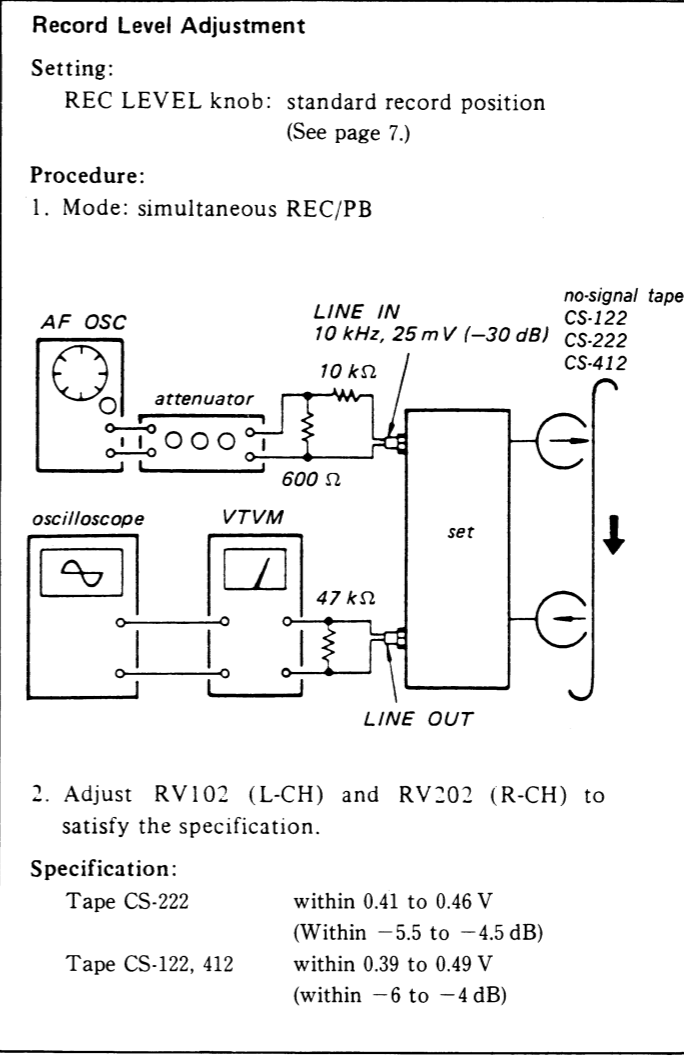 Record Level Adjustment
Setting:
REC LEVEL knob: standard record position
(See page 7.)
Procedure:
1. Mode: simultaneous REC/PB
no-signal tape
CS-122
CS-222
CS-412
AF OSC
LINE IN
10 kHz, 25 mV (−30 dB)
10 kΩ
attenuator
600 Ω
set
oscilloscope
VTVM
47 kΩ
LINE OUT
2. Adjust RV102 (L-CH) and RV202 (R-CH) to
satisfy the specification.
Specification:
Tape CS-222 within 0.41 to 0.46 V
(Within −5.5 to −4.5 dB)
Tape CS-122, 412 within 0.39 to 0.49 V
(within −6 to −4 dB)